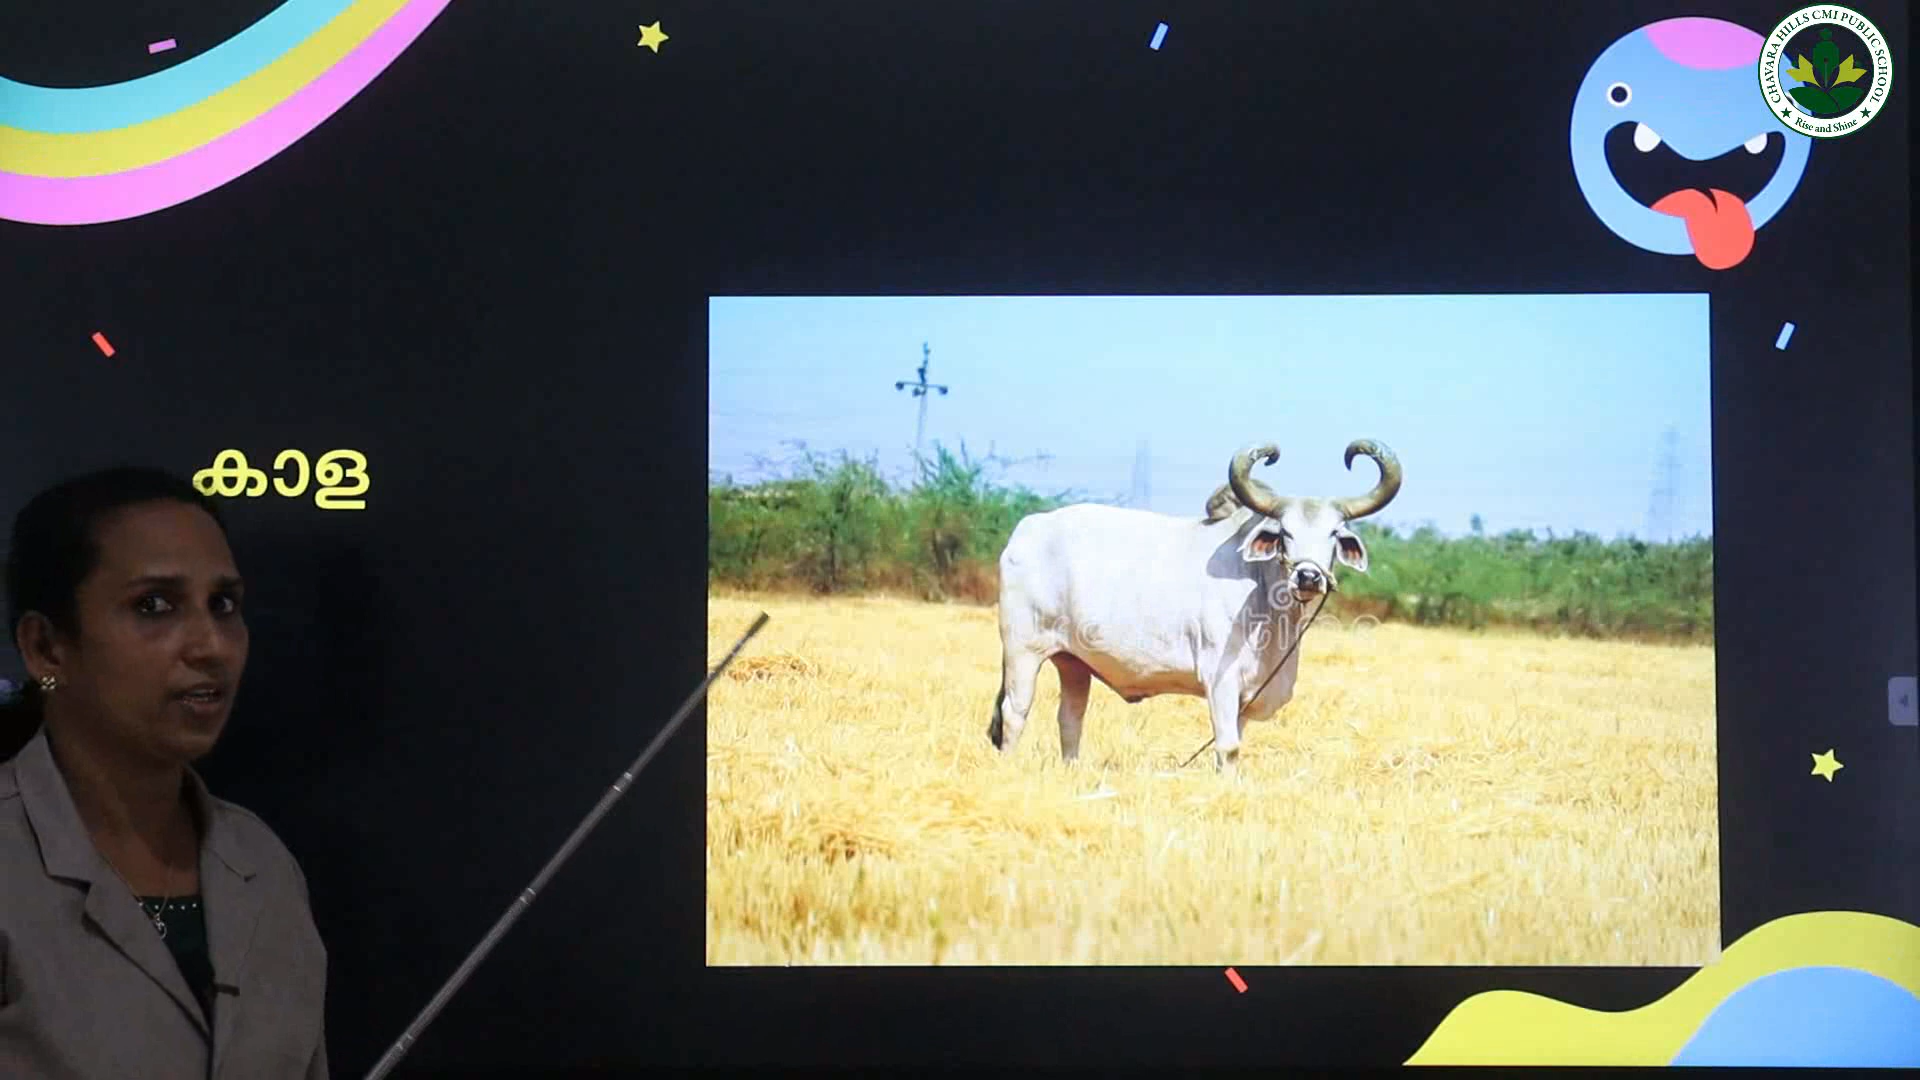 കാള
CHAVARA HILLS CMI PUBLIC SCHOOL
Rise and Shine